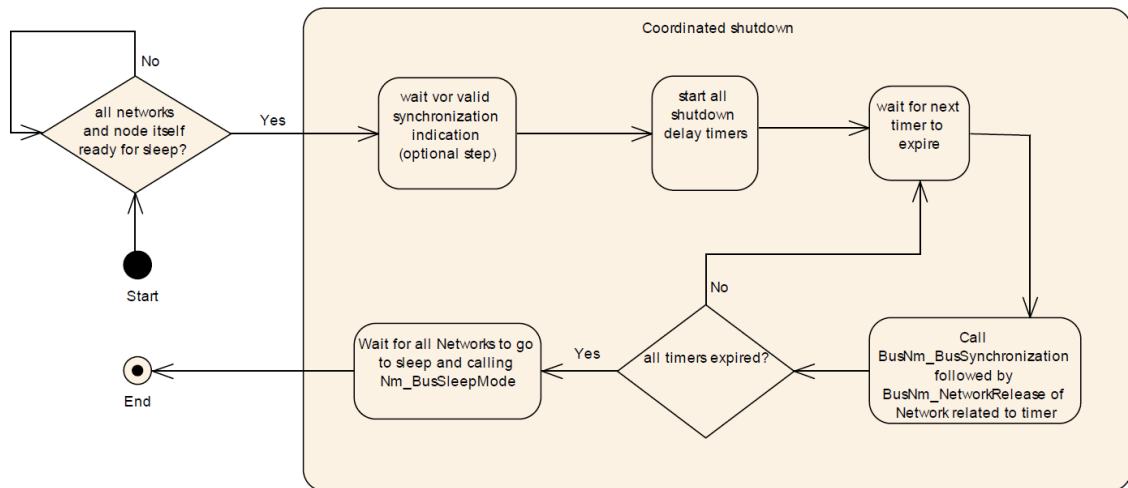 Coordinated shutdown
No
all networks
and node itself
ready for sleep?
Yes
wait vor valid
synchronization
indication
(optional step)
start all
shutdown
delay timers
wait for next
timer to
expire
Start
No
Call
BusNm_BusSynchronization
followed by
BusNm_NetworkRelease of
Network related to timer
all timers expired?
Yes
Wait for all Networks to go
to sleep and calling
Nm_BusSleepMode
End